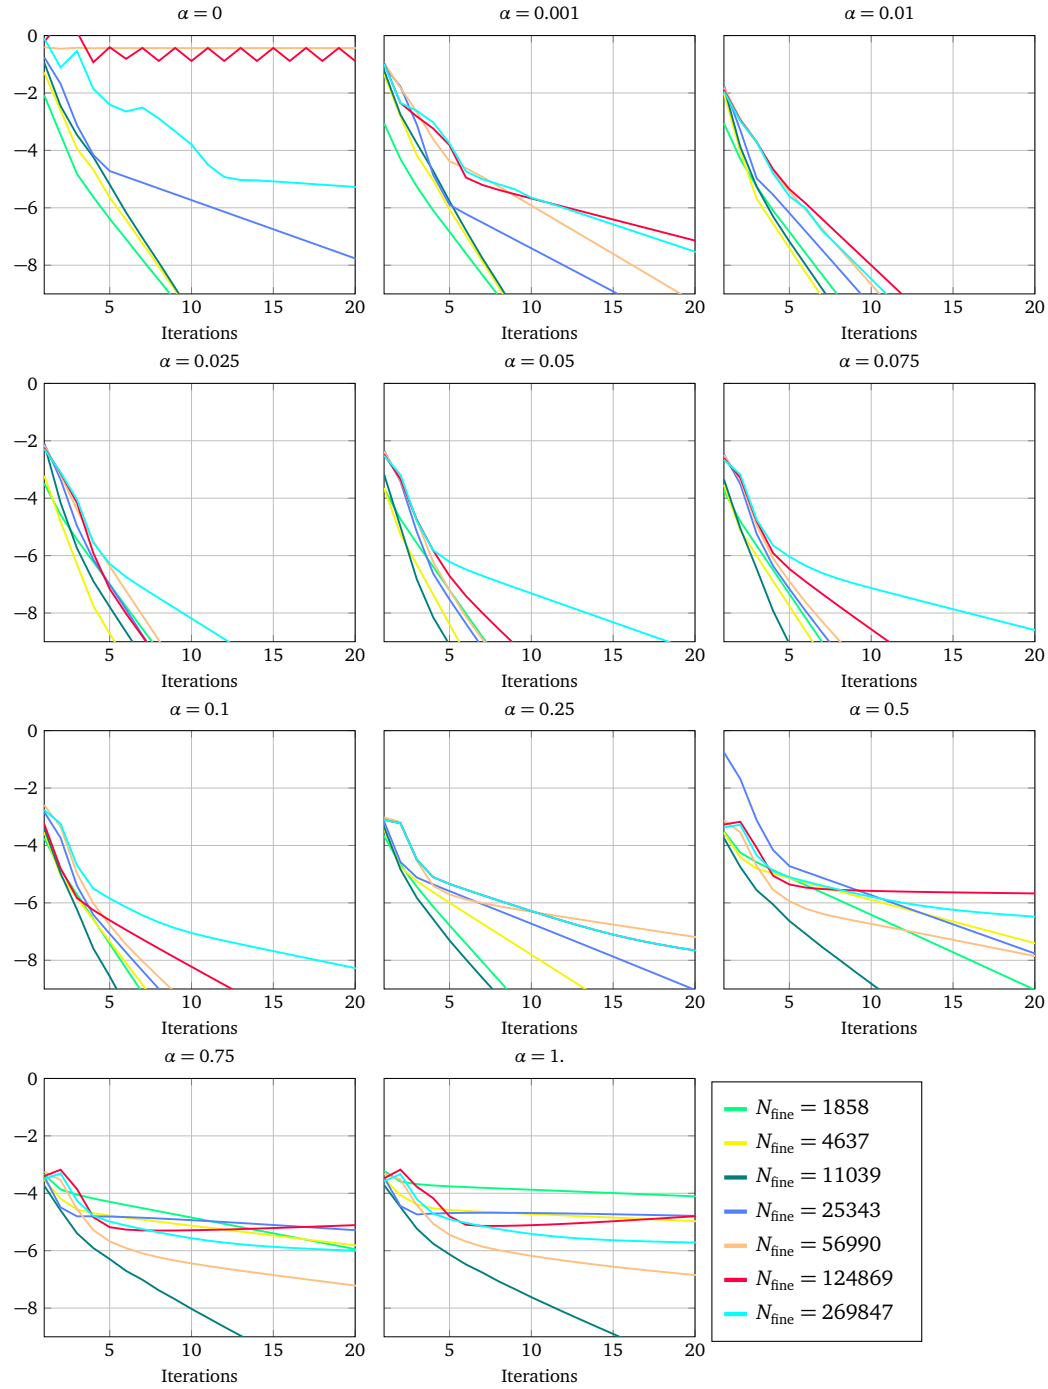 α = 0
α = 0.001
α = 0.01
0
−2
−4
−6
−8
5 10 15 20
5 10 15 20
5 10 15 20
Iterations
Iterations
Iterations
α = 0.025
α = 0.05
α = 0.075
0
−2
−4
−6
−8
5 10 15 20
5 10 15 20
5 10 15 20
Iterations
Iterations
Iterations
α = 0.1
α = 0.25
α = 0.5
0
−2
−4
−6
−8
5 10 15 20
5 10 15 20
5 10 15 20
Iterations
Iterations
Iterations
α = 0.75
α = 1.
0
−2
−4
−6
−8
5 10 15 20
5 10 15 20
Iterations
Iterations
N_fine = 1858
N_fine = 4637
N_fine = 11039
N_fine = 25343
N_fine = 56990
N_fine = 124869
N_fine = 269847